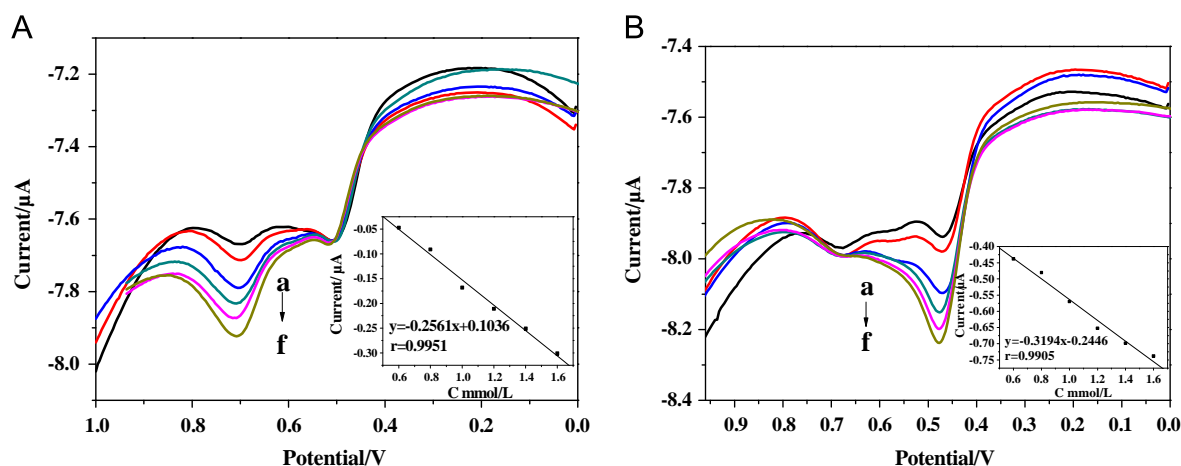 A
Current/μA
-7.2
-7.4
-7.6
-7.8
-8.0
1.0 0.8 0.6 0.4 0.2 0.0
Potential/V
a
f
Current/μA
-0.05
-0.10
-0.15
-0.20
-0.25
-0.30
0.6 0.8 1.0 1.2 1.4 1.6
C mmol/L
y=-0.2561x+0.1036
r=0.9951
B
Current/μA
-7.4
-7.6
-7.8
-8.0
-8.2
-8.4
0.9 0.8 0.7 0.6 0.5 0.4 0.3 0.2 0.1 0.0
Potential/V
a
f
Current/μA
-0.40
-0.45
-0.50
-0.55
-0.60
-0.65
-0.70
-0.75
0.6 0.8 1.0 1.2 1.4 1.6
C mmol/L
y=-0.3194x-0.2446
r=0.9905